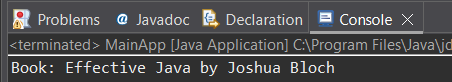 Problems @ Javadoc Declaration Console
<terminated> MainApp [Java Application] C:\Program Files\Java\jd
Book: Effective Java by Joshua Bloch